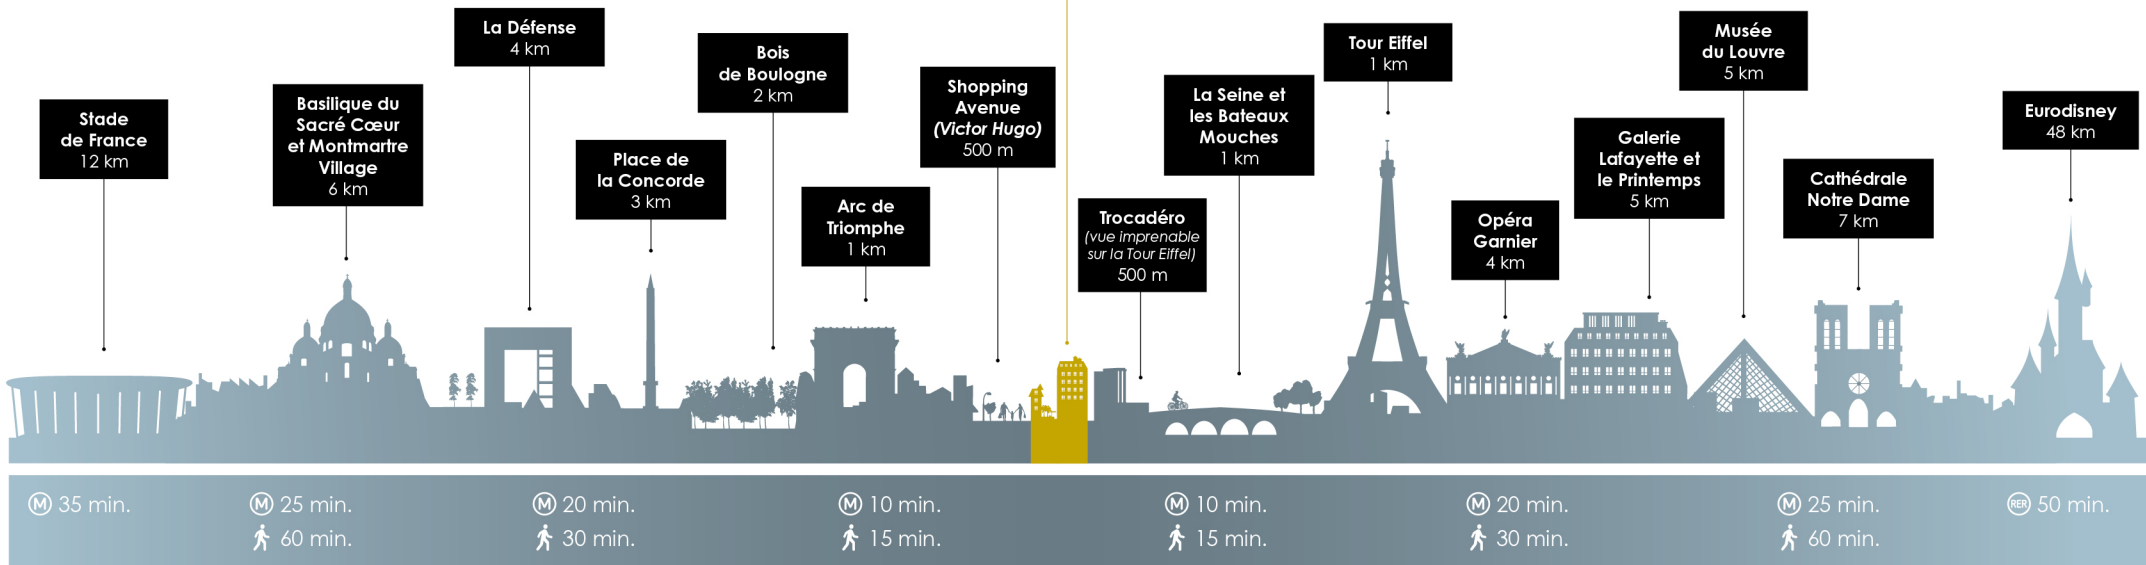 Stade
de France
12 km
Basilique du
Sacré Cœur
et Montmartre
Village
6 km
La Défense
4 km
Place de
la Concorde
3 km
Bois
de Boulogne
2 km
Arc de
Triomphe
1 km
Shopping
Avenue
(Victor Hugo)
500 m
Trocadéro
(vue imprenable
sur la Tour Eiffel)
500 m
La Seine et
les Bateaux
Mouches
1 km
Tour Eiffel
1 km
Opéra
Garnier
4 km
Galerie
Lafayette et
le Printemps
5 km
Musée
du Louvre
5 km
Cathédrale
Notre Dame
7 km
Eurodisney
48 km
M 35 min.
M 25 min.
60 min.
M 20 min.
30 min.
M 10 min.
15 min.
M 10 min.
15 min.
M 20 min.
30 min.
M 25 min.
60 min.
RER 50 min.